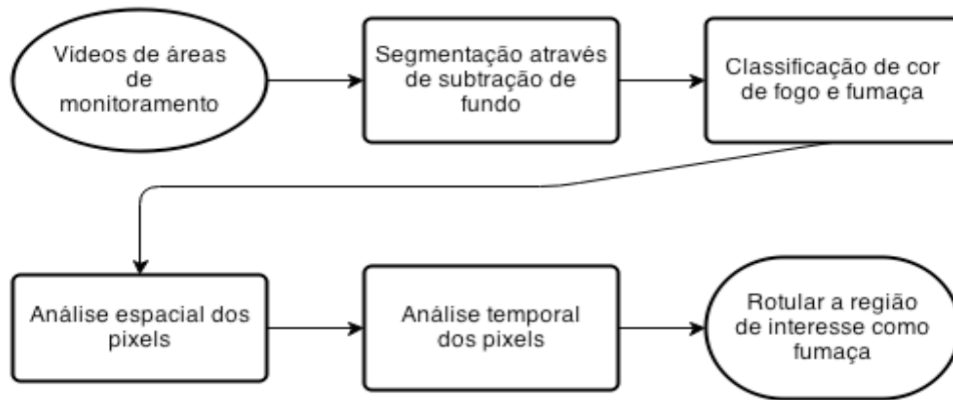 Vídeos de áreas
de
monitoramento
Segmentação através
de subtração de
fundo
Classificação de cor
de fogo e fumaça
Análise espacial dos
pixels
Análise temporal
dos pixels
Rotular a região
de interesse como
fumaça